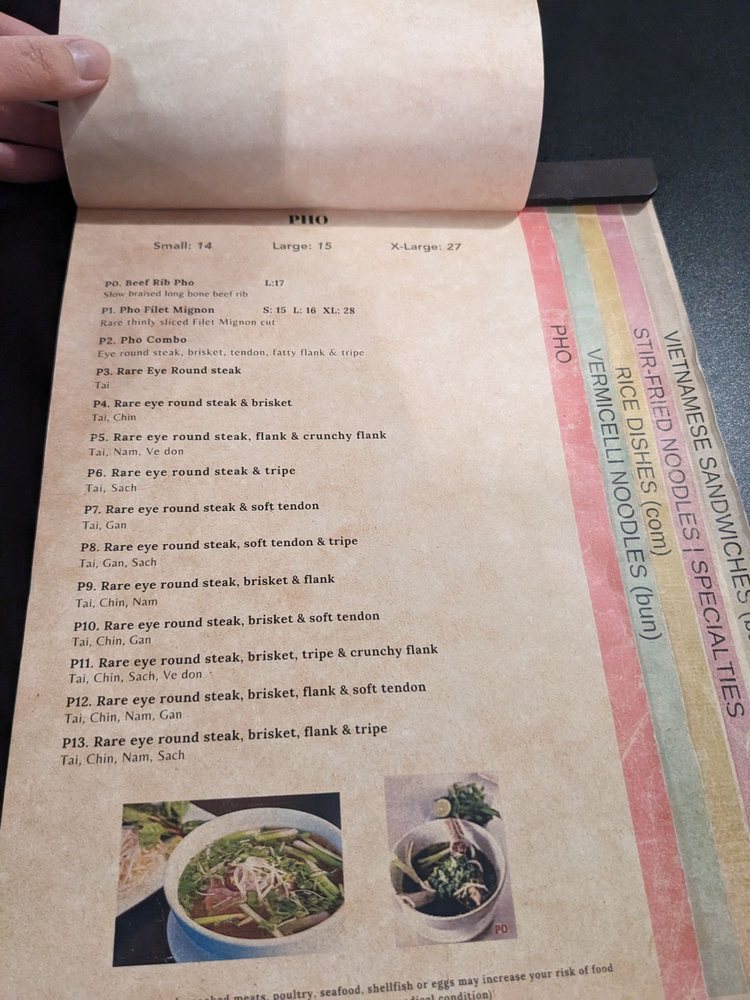 PHO
Small: 14 Large: 15 X-Large: 27
P0. Beef Rib Pho L:17
Slow braised long bone beef rib
P1. Pho Filet Mignon S: 15 L: 16 XL: 28
Rare thinly sliced Filet Mignon cut
P2. Pho Combo
Eye round steak, brisket, tendon, fatty flank & tripe
P3. Rare Eye Round steak
Tai
P4. Rare eye round steak & brisket
Tai, Chin
P5. Rare eye round steak, flank & crunchy flank
Tai, Nam, Ve don
P6. Rare eye round steak & tripe
Tai, Sach
P7. Rare eye round steak & soft tendon
Tai, Gan
P8. Rare eye round steak, soft tendon & tripe
Tai, Gan, Sach
P9. Rare eye round steak, brisket & flank
Tai, Chin, Nam
P10. Rare eye round steak, brisket & soft tendon
Tai, Chin, Gan
P11. Rare eye round steak, brisket, tripe & crunchy flank
Tai, Chin, Sach, Ve don
P12. Rare eye round steak, brisket, flank & soft tendon
Tai, Chin, Nam, Gan
P13. Rare eye round steak, brisket, flank & tripe
Tai, Chin, Nam, Sach
P0
meats, poultry, seafood, shellfish or eggs may increase your risk of food
condition)
PHO
VERMICELLI NOODLES (bun)
RICE DISHES (com)
STIR-FRIED NOODLES | SPECIALTIES
VIETNAMESE SANDWICHES